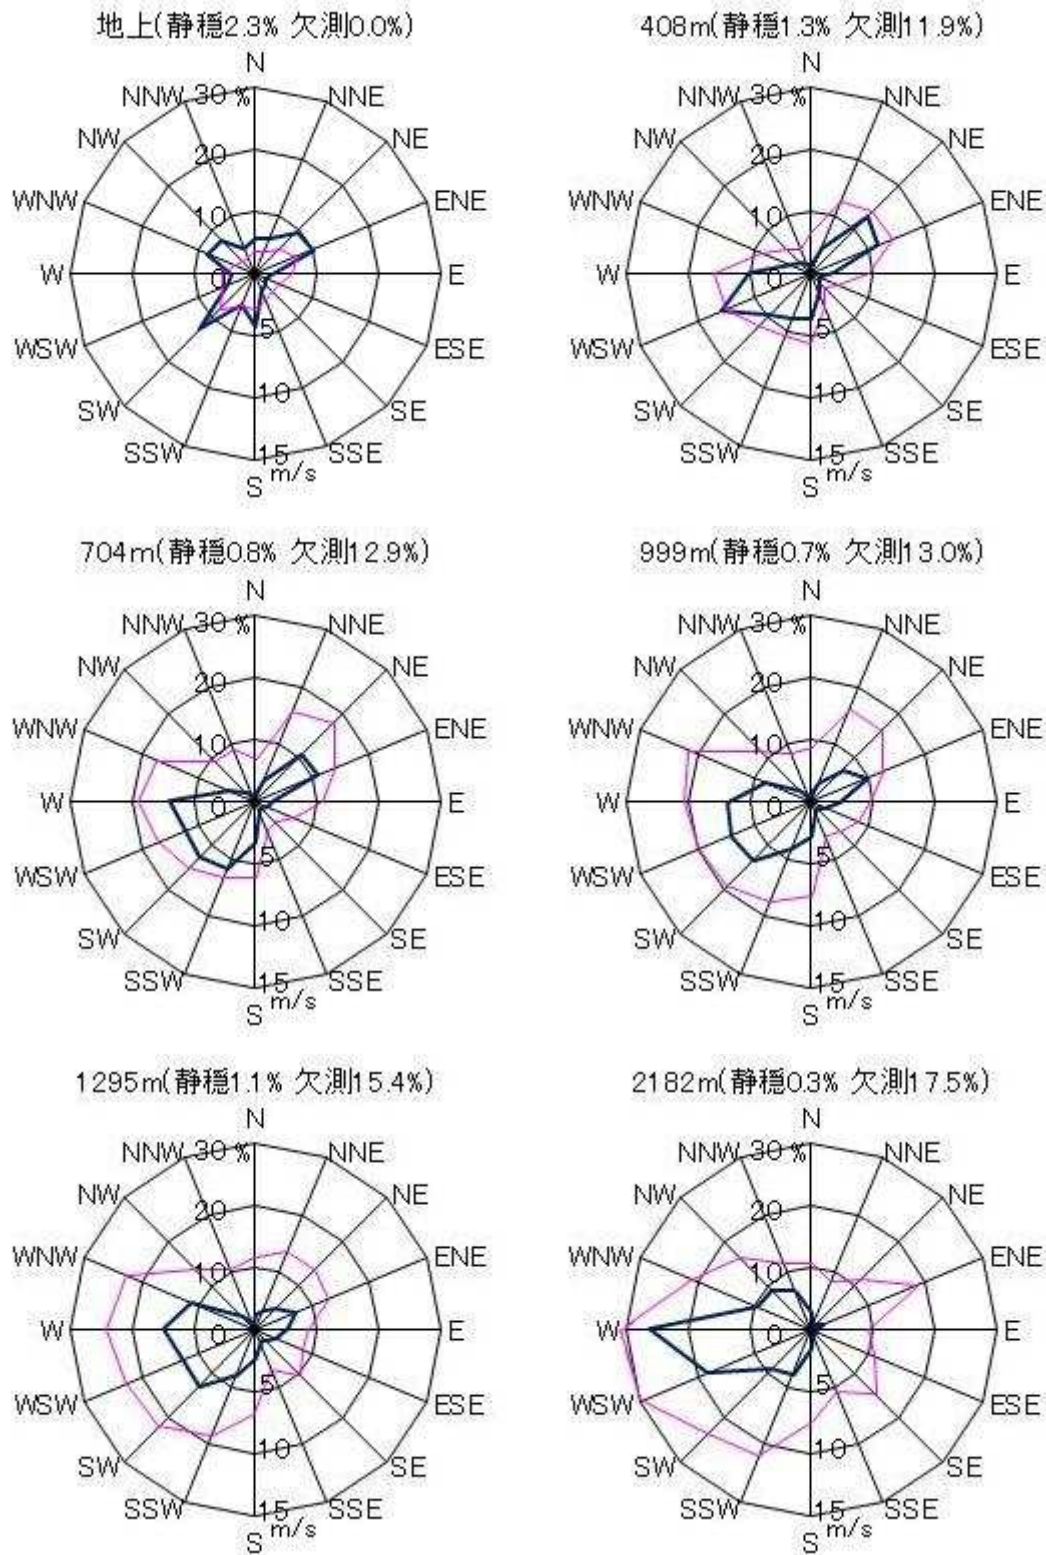 地上(静穏2.3% 欠測0.0%)
N
NNW 30% NNE
NW 20 NE
WNW 10 ENE
W 0 E
WSW 5 ESE
SW 10 SE
SSW 15 SSE
S m/s
408m(静穏1.3% 欠測11.9%)
N
NNW 30% NNE
NW 20 NE
WNW 10 ENE
W 0 E
WSW 5 ESE
SW 10 SE
SSW 15 SSE
S m/s
704m(静穏0.8% 欠測12.9%)
N
NNW 30% NNE
NW 20 NE
WNW 10 ENE
W 0 E
WSW 5 ESE
SW 10 SE
SSW 15 SSE
S m/s
999m(静穏0.7% 欠測13.0%)
N
NNW 30% NNE
NW 20 NE
WNW 10 ENE
W 0 E
WSW 5 ESE
SW 10 SE
SSW 15 SSE
S m/s
1295m(静穏1.1% 欠測15.4%)
N
NNW 30% NNE
NW 20 NE
WNW 10 ENE
W 0 E
WSW 5 ESE
SW 10 SE
SSW 15 SSE
S m/s
2182m(静穏0.3% 欠測17.5%)
N
NNW 30% NNE
NW 20 NE
WNW 10 ENE
W 0 E
WSW 5 ESE
SW 10 SE
SSW 15 SSE
S m/s